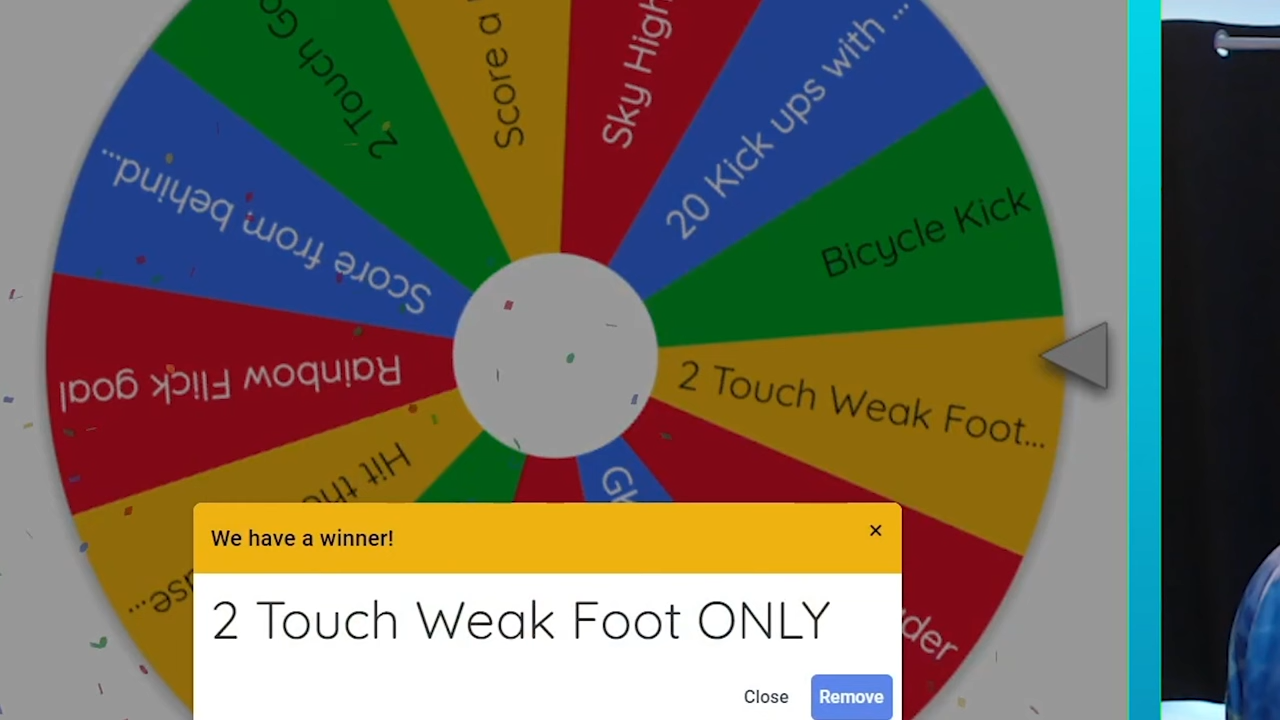 2 Touch Go
Score a
Sky High
20 Kick ups with ...
Bicycle Kick
2 Touch Weak Foot...
Score from behind...
Rainbow Flick goal
Hit the
We have a winner!
2 Touch Weak Foot ONLY
Close
Remove